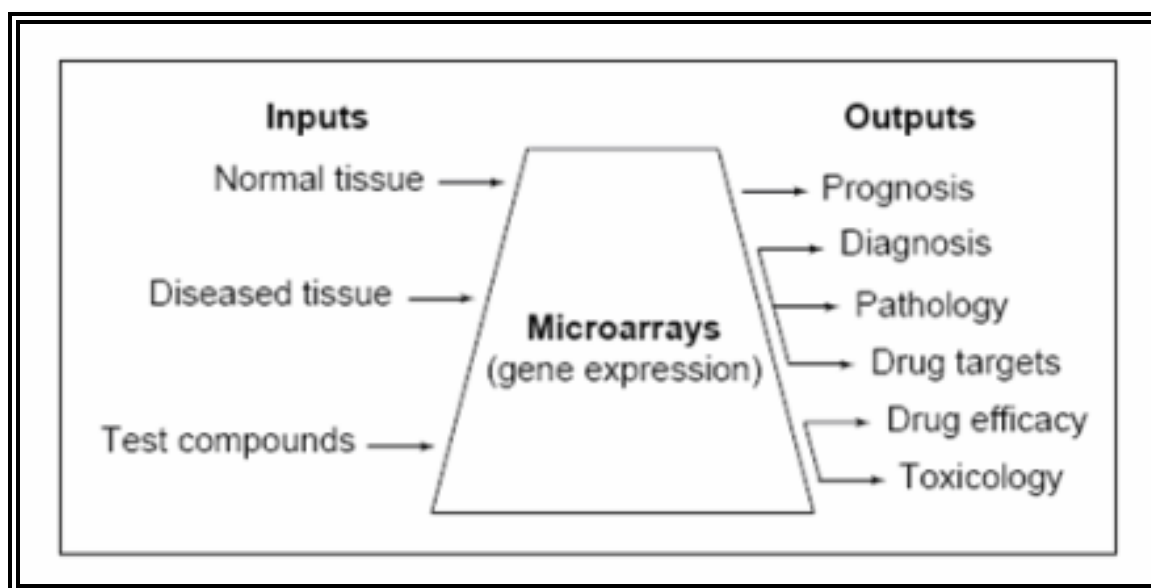 Inputs
Normal tissue
Diseased tissue
Test compounds
Microarrays
(gene expression)
Outputs
Prognosis
Diagnosis
Pathology
Drug targets
Drug efficacy
Toxicology